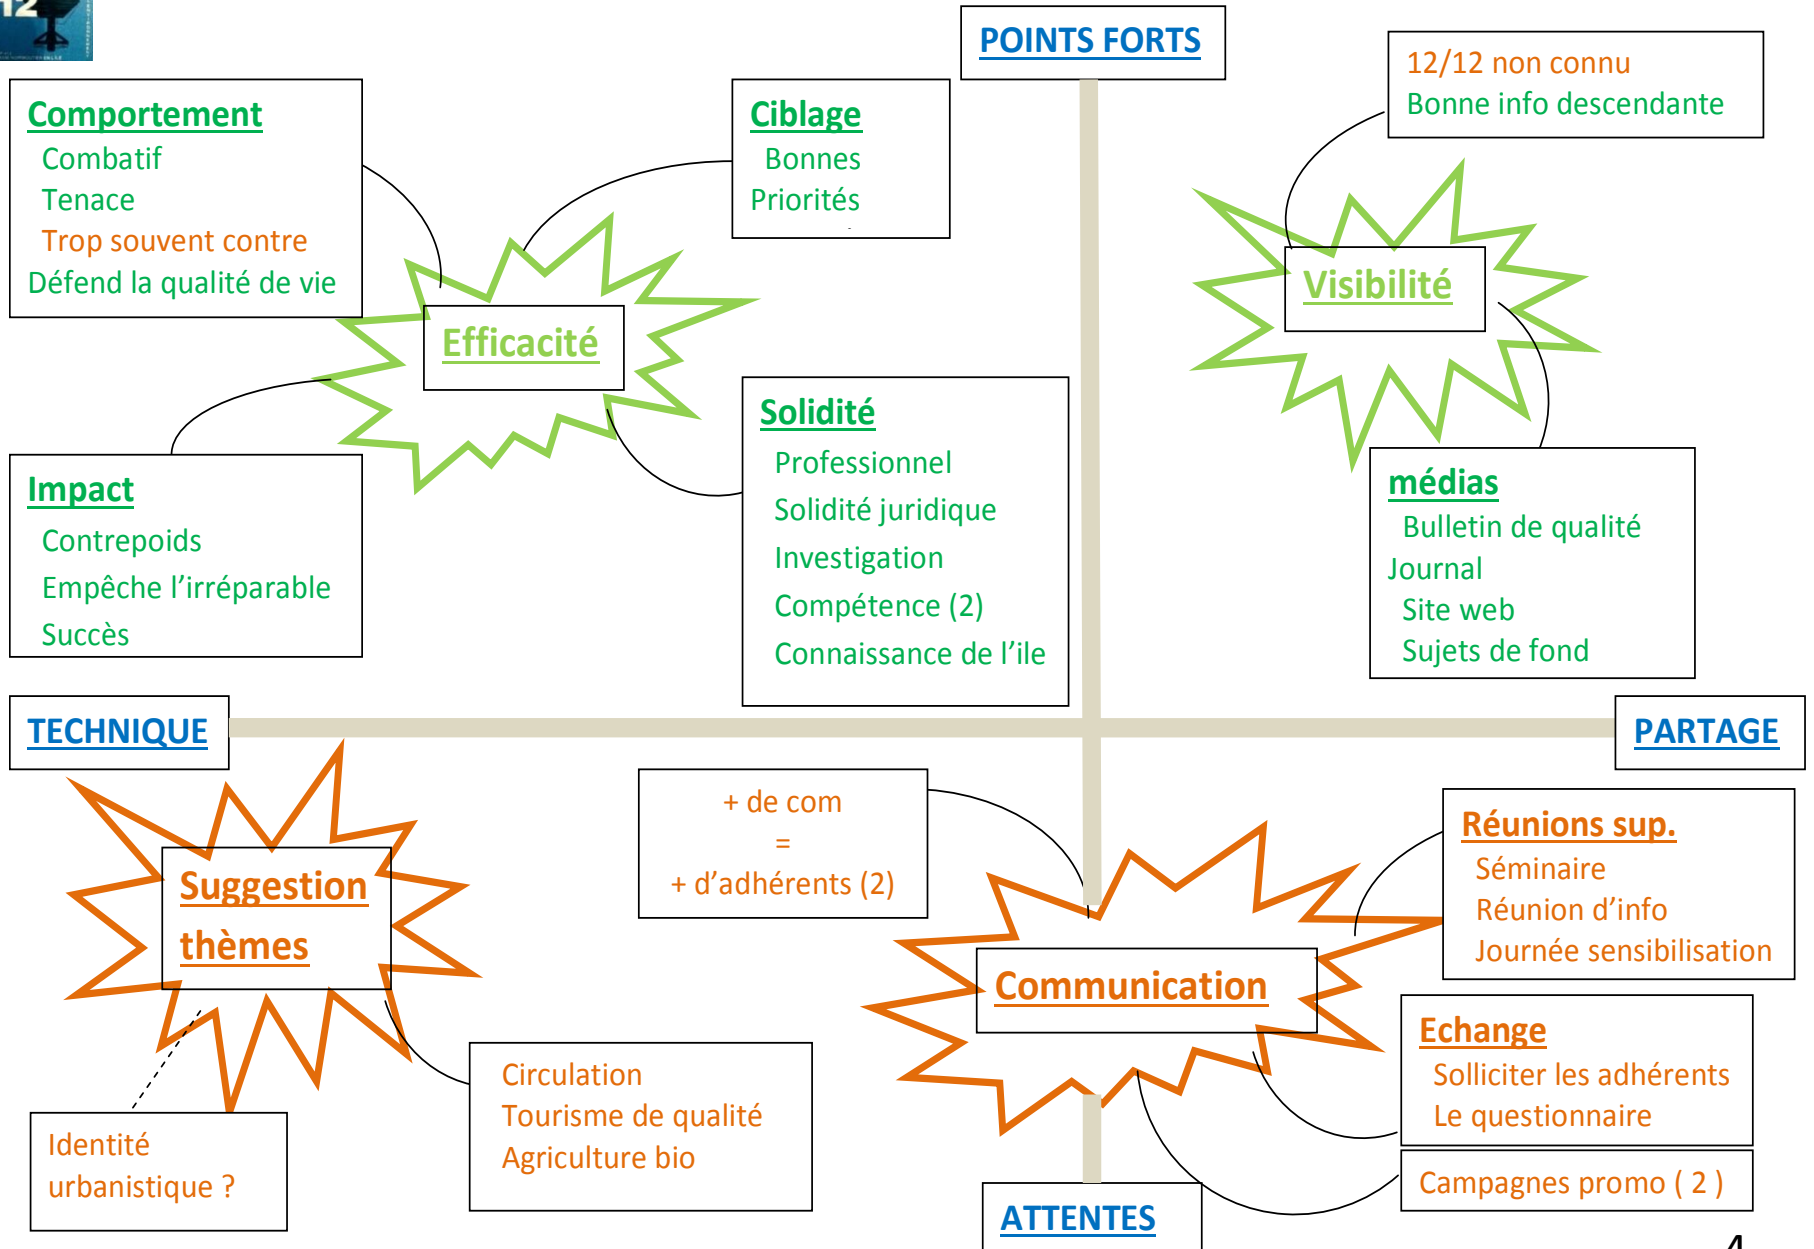 12
POINTS FORTS
Comportement
Combatif
Tenace
Trop souvent contre
Défend la qualité de vie
Ciblage
Bonnes
Priorités
12/12 non connu
Bonne info descendante
Efficacité
Visibilité
Impact
Contrepoids
Empêche l’irréparable
Succès
Solidité
Professionnel
Solidité juridique
Investigation
Compétence (2)
Connaissance de l’ile
médias
Bulletin de qualité
Journal
Site web
Sujets de fond
TECHNIQUE
PARTAGE
Suggestion
thèmes
Identité
urbanistique ?
Circulation
Tourisme de qualité
Agriculture bio
+ de com
=
+ d’adhérents (2)
Communication
Réunions sup.
Séminaire
Réunion d’info
Journée sensibilisation
Echange
Solliciter les adhérents
Le questionnaire
Campagnes promo ( 2 )
ATTENTES
4